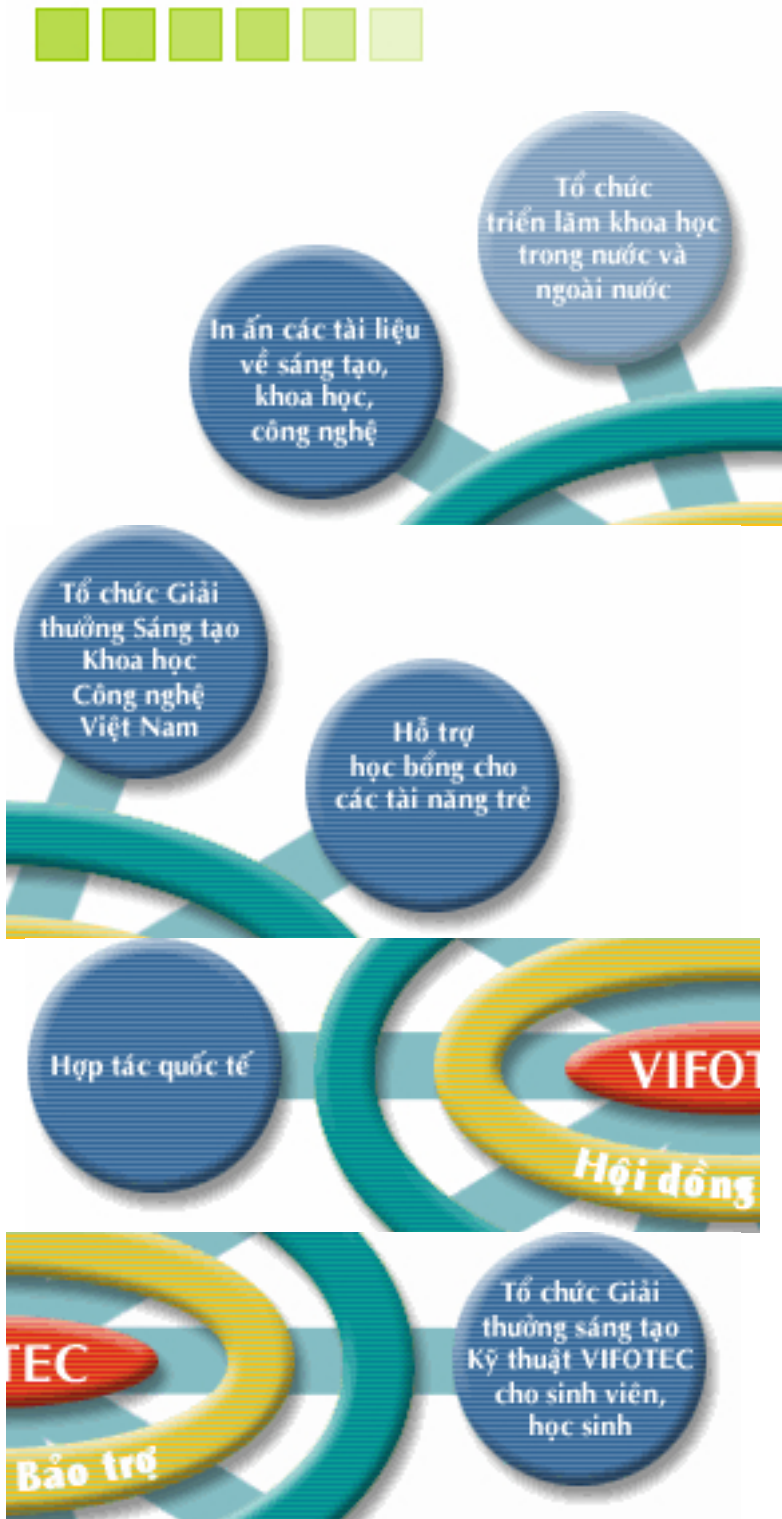 Tổ chức
triển lãm khoa học
trong nước và
ngoài nước
In ấn các tài liệu
về sáng tạo,
khoa học,
công nghệ
Tổ chức Giải
thưởng Sáng tạo
Khoa học
Công nghệ
Việt Nam
Hỗ trợ
học bổng cho
các tài năng trẻ
Hợp tác quốc tế
VIFOT
Hội đồng
TEC
Bảo trợ
Tổ chức Giải
thưởng sáng tạo
Kỹ thuật VIFOTEC
cho sinh viên,
học sinh